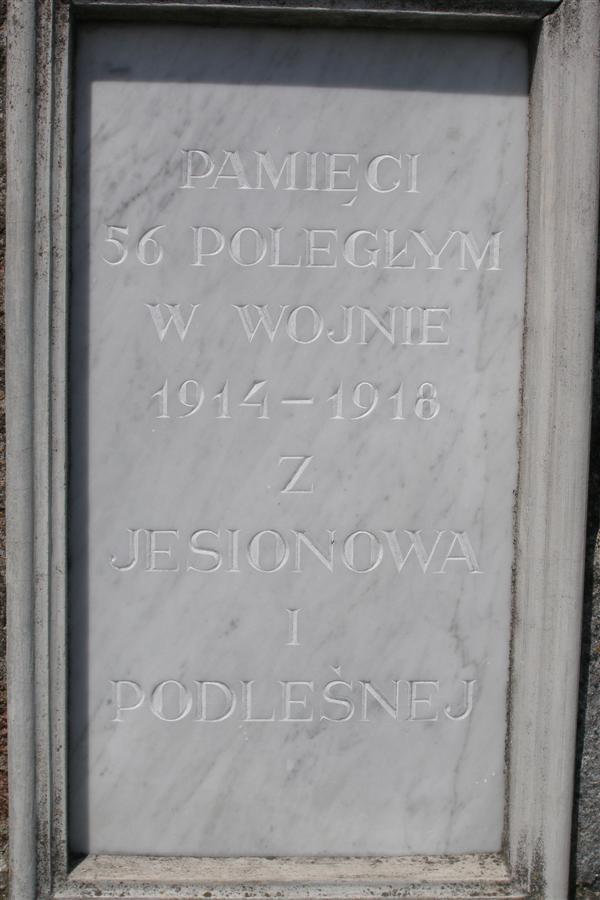 PAMIĘCI
56 POLEGŁYM
W WOJNIE
1914-1918
Z
JESIONOWA
I
PODLEŚNEJ